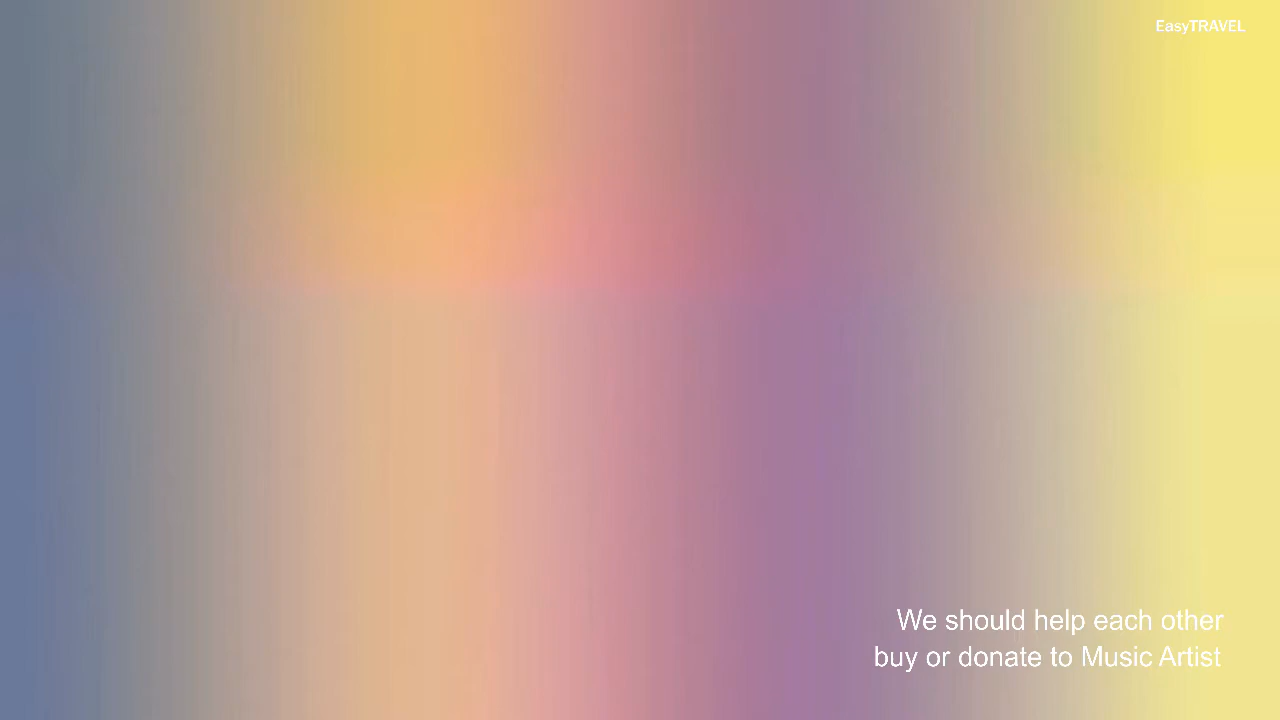 EasyTRAVEL
We should help each other
buy or donate to Music Artist